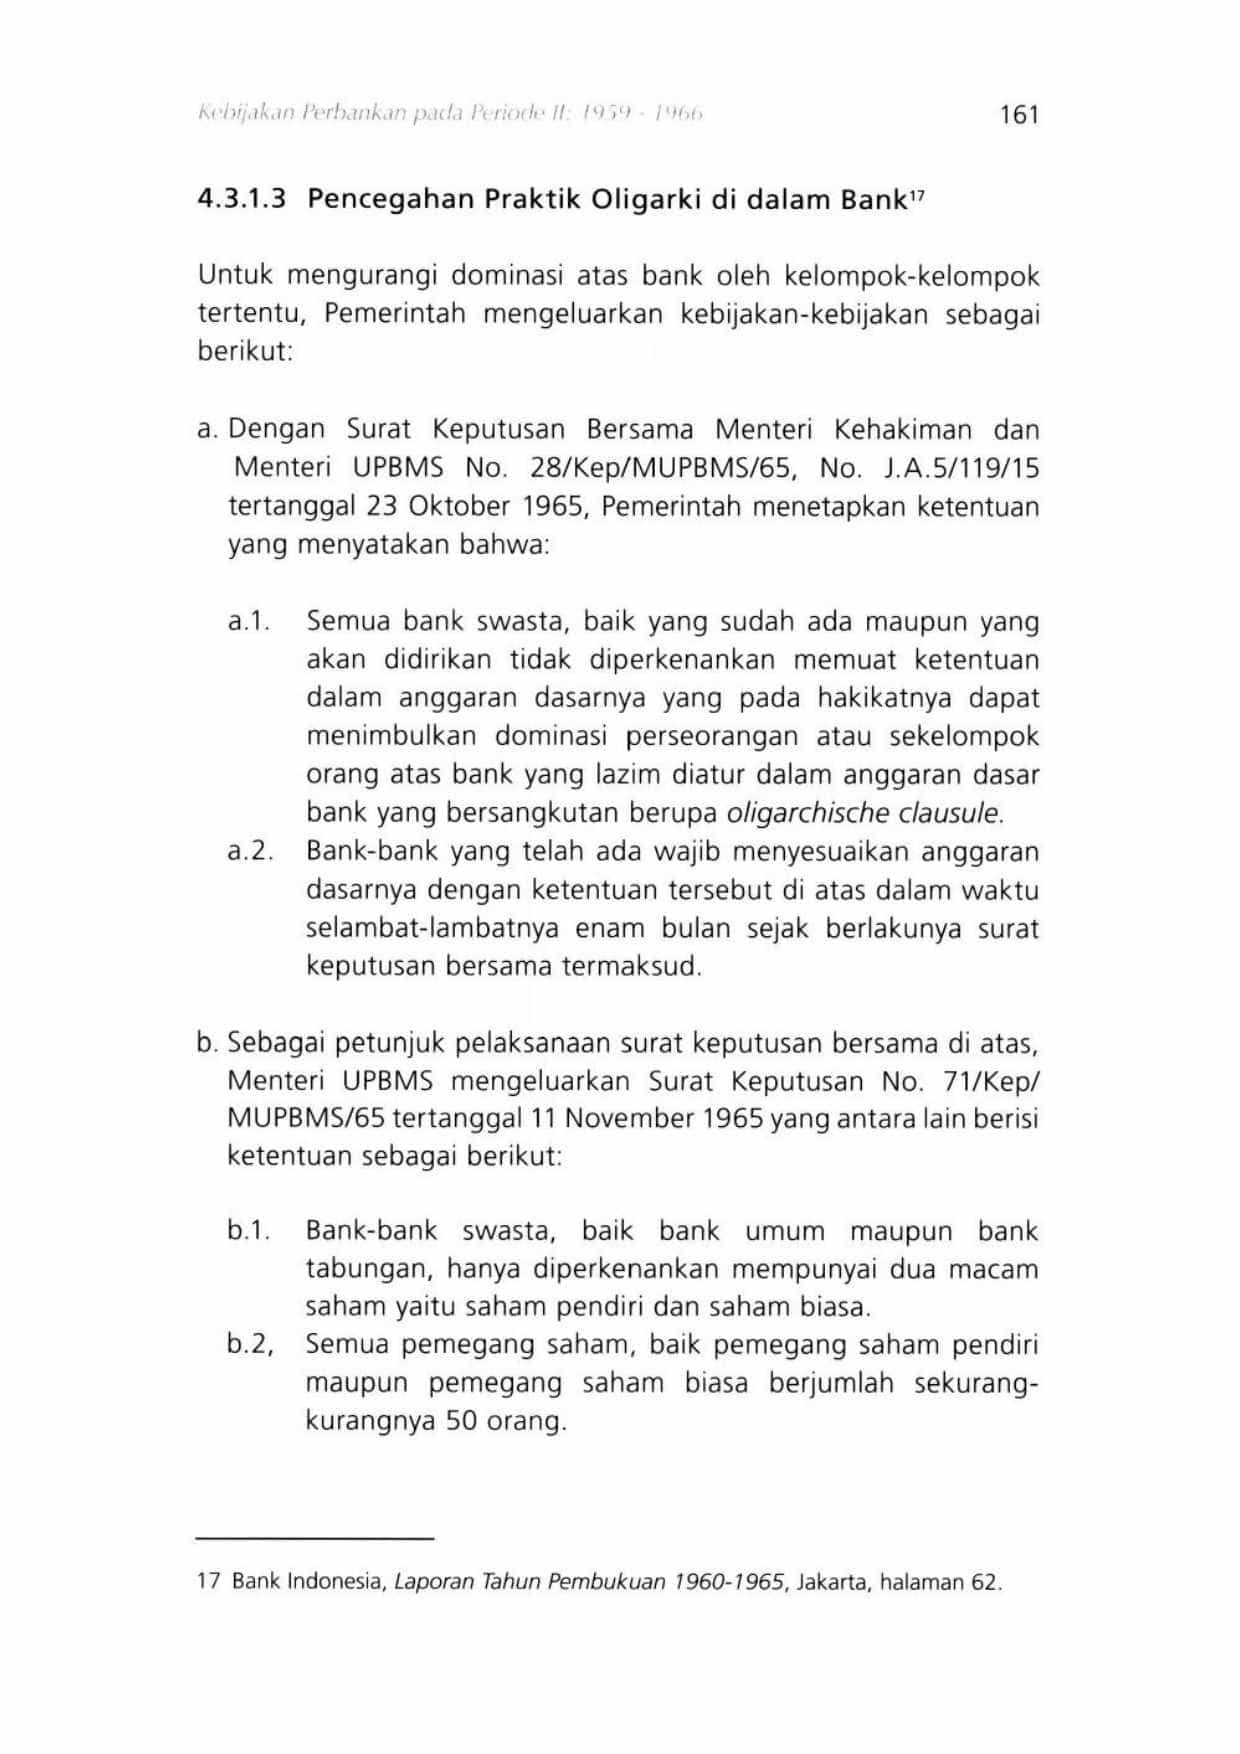 Kebijakan Perbankan pada Periode II: 1959 - 1966 161
4.3.1.3 Pencegahan Praktik Oligarki di dalam Bank17
Untuk mengurangi dominasi atas bank oleh kelompok-kelompok
tertentu, Pemerintah mengeluarkan kebijakan-kebijakan sebagai
berikut:
a. Dengan Surat Keputusan Bersama Menteri Kehakiman dan
Menteri UPBMS No. 28/Kep/MUPBMS/65, No. J.A.5/119/15
tertanggal 23 Oktober 1965, Pemerintah menetapkan ketentuan
yang menyatakan bahwa:
a.1. Semua bank swasta, baik yang sudah ada maupun yang
akan didirikan tidak diperkenankan memuat ketentuan
dalam anggaran dasarnya yang pada hakikatnya dapat
menimbulkan dominasi perseorangan atau sekelompok
orang atas bank yang lazim diatur dalam anggaran dasar
bank yang bersangkutan berupa oligarchische clausule.
a.2. Bank-bank yang telah ada wajib menyesuaikan anggaran
dasarnya dengan ketentuan tersebut di atas dalam waktu
selambat-lambatnya enam bulan sejak berlakunya surat
keputusan bersama termaksud.
b. Sebagai petunjuk pelaksanaan surat keputusan bersama di atas,
Menteri UPBMS mengeluarkan Surat Keputusan No. 71/Kep/
MUPBMS/65 tertanggal 11 November 1965 yang antara lain berisi
ketentuan sebagai berikut:
b.1. Bank-bank swasta, baik bank umum maupun bank
tabungan, hanya diperkenankan mempunyai dua macam
saham yaitu saham pendiri dan saham biasa.
b.2, Semua pemegang saham, baik pemegang saham pendiri
maupun pemegang saham biasa berjumlah sekurang-
kurangnya 50 orang.
17 Bank Indonesia, Laporan Tahun Pembukuan 1960-1965, Jakarta, halaman 62.